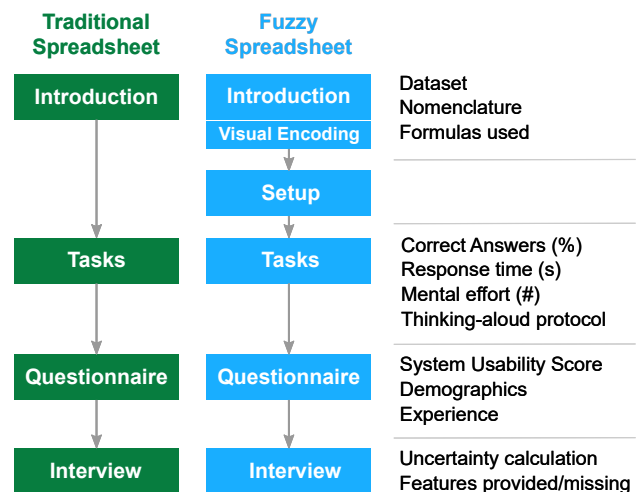 Traditional
Spreadsheet
Fuzzy
Spreadsheet
Introduction
Introduction
Visual Encoding
Dataset
Nomenclature
Formulas used
Setup
Tasks
Tasks
Correct Answers (%)
Response time (s)
Mental effort (#)
Thinking-aloud protocol
Questionnaire
Questionnaire
System Usability Score
Demographics
Experience
Interview
Interview
Uncertainty calculation
Features provided/missing